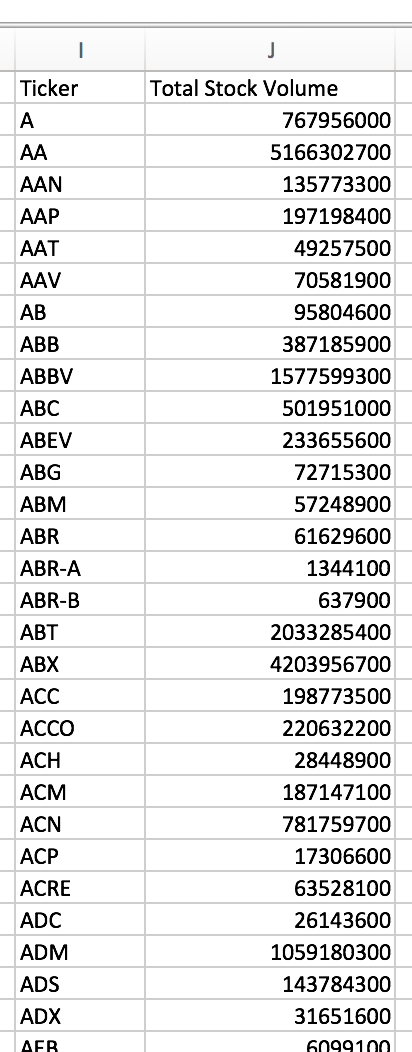 I J
Ticker Total Stock Volume
A 767956000
AA 5166302700
AAN 135773300
AAP 197198400
AAT 49257500
AAV 70581900
AB 95804600
ABB 387185900
ABBV 1577599300
ABC 501951000
ABEV 233655600
ABG 72715300
ABM 57248900
ABR 61629600
ABR-A 1344100
ABR-B 637900
ABT 2033285400
ABX 4203956700
ACC 198773500
ACCO 220632200
ACH 28448900
ACM 187147100
ACN 781759700
ACP 17306600
ACRE 63528100
ADC 26143600
ADM 1059180300
ADS 143784300
ADX 31651600
AEB 6099100